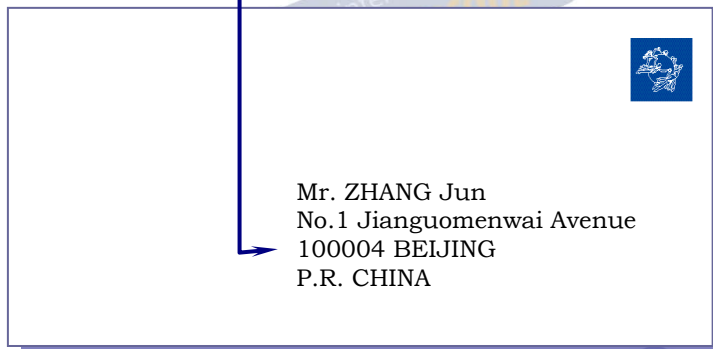 Mr. ZHANG Jun
No.1 Jianguomenwai Avenue
100004 BEIJING
P.R. CHINA